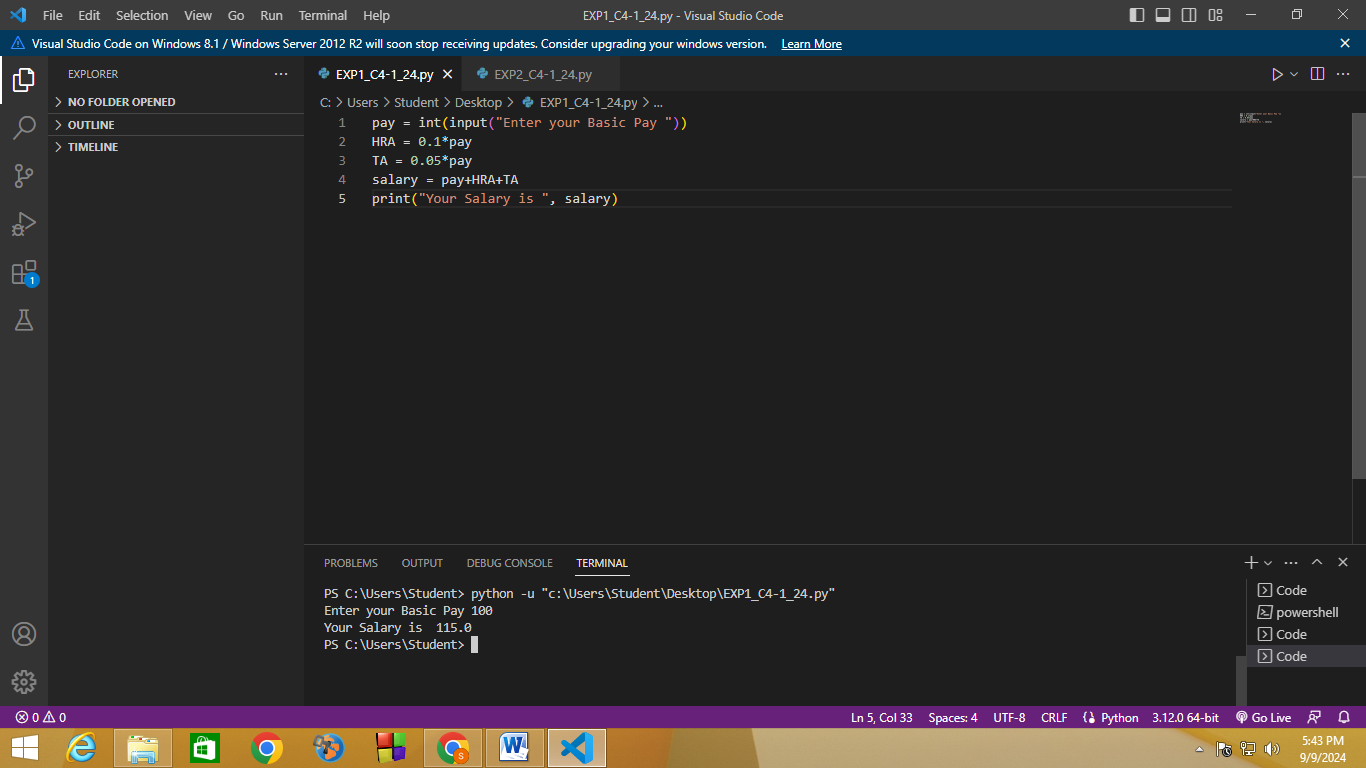 File Edit Selection View Go Run Terminal Help EXP1_C4-1_24.py - Visual Studio Code
Visual Studio Code on Windows 8.1 / Windows Server 2012 R2 will soon stop receiving updates. Consider upgrading your windows version. Learn More
EXPLORER
NO FOLDER OPENED
OUTLINE
TIMELINE
1
EXP1_C4-1_24.py EXP2_C4-1_24.py
C: > Users > Student > Desktop > EXP1_C4-1_24.py > ...
1 pay = int(input("Enter your Basic Pay "))
2 HRA = 0.1*pay
3 TA = 0.05*pay
4 salary = pay+HRA+TA
5 print("Your Salary is ", salary)
PROBLEMS OUTPUT DEBUG CONSOLE TERMINAL
PS C:\Users\Student> python -u "c:\Users\Student\Desktop\EXP1_C4-1_24.py"
Enter your Basic Pay 100
Your Salary is  115.0
PS C:\Users\Student>
Code
powershell
Code
Code
0 0 Ln 5, Col 33 Spaces: 4 UTF-8 CRLF Python 3.12.0 64-bit Go Live
S
5:43 PM
9/9/2024